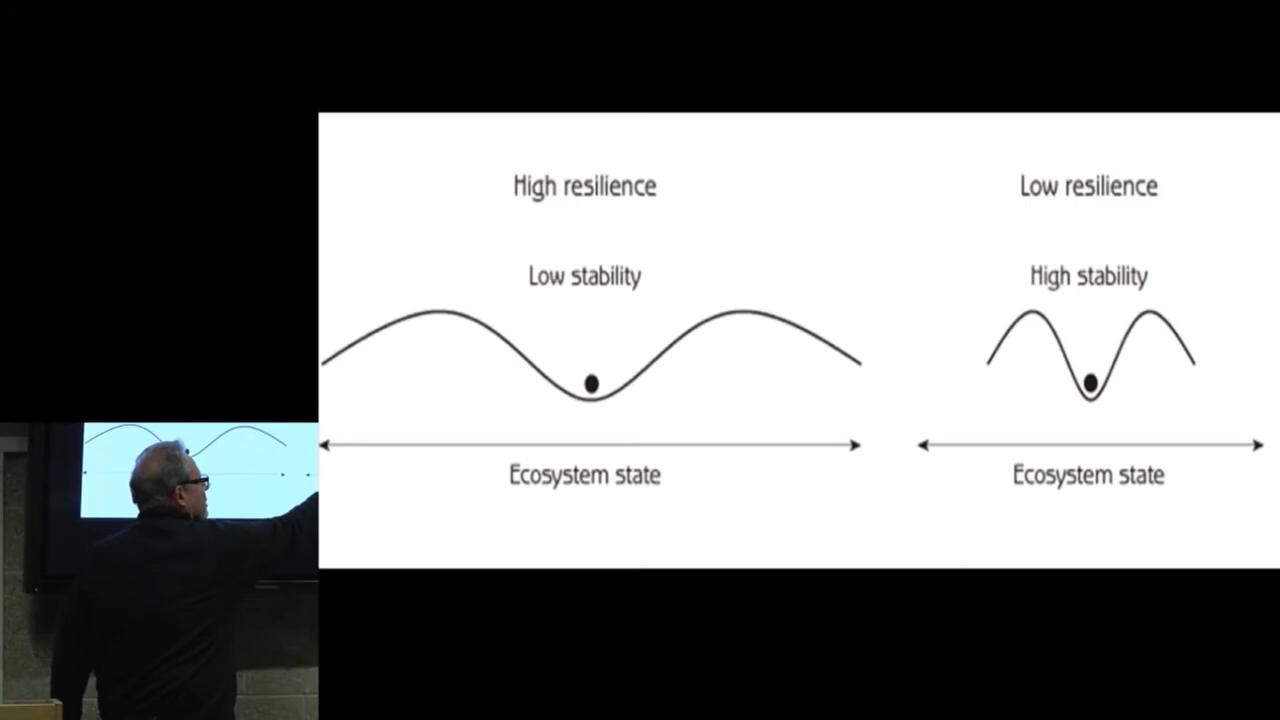 High resilience
Low stability
Ecosystem state
Low resilience
High stability
Ecosystem state